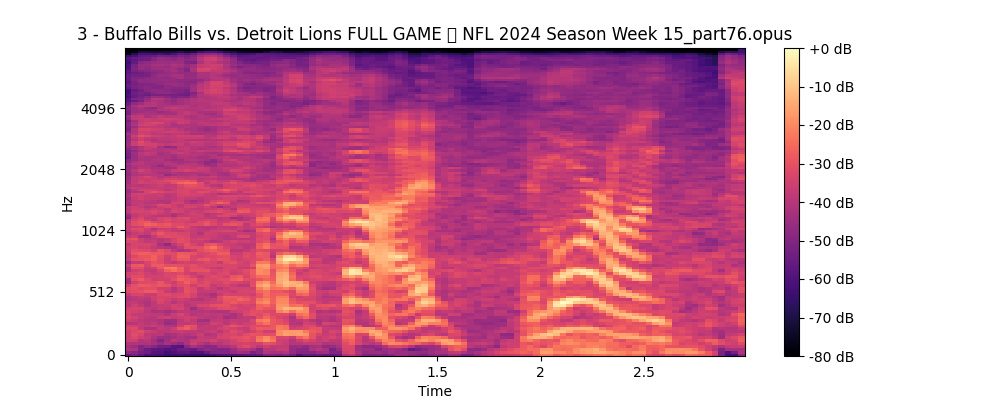 3 - Buffalo Bills vs. Detroit Lions FULL GAME ▯ NFL 2024 Season Week 15_part76.opus
+0 dB
4096
-10 dB
-20 dB
2048
-30 dB
Hz
1024
-40 dB
-50 dB
512
-60 dB
-70 dB
0
-80 dB
0 0.5 1 1.5 2 2.5
Time